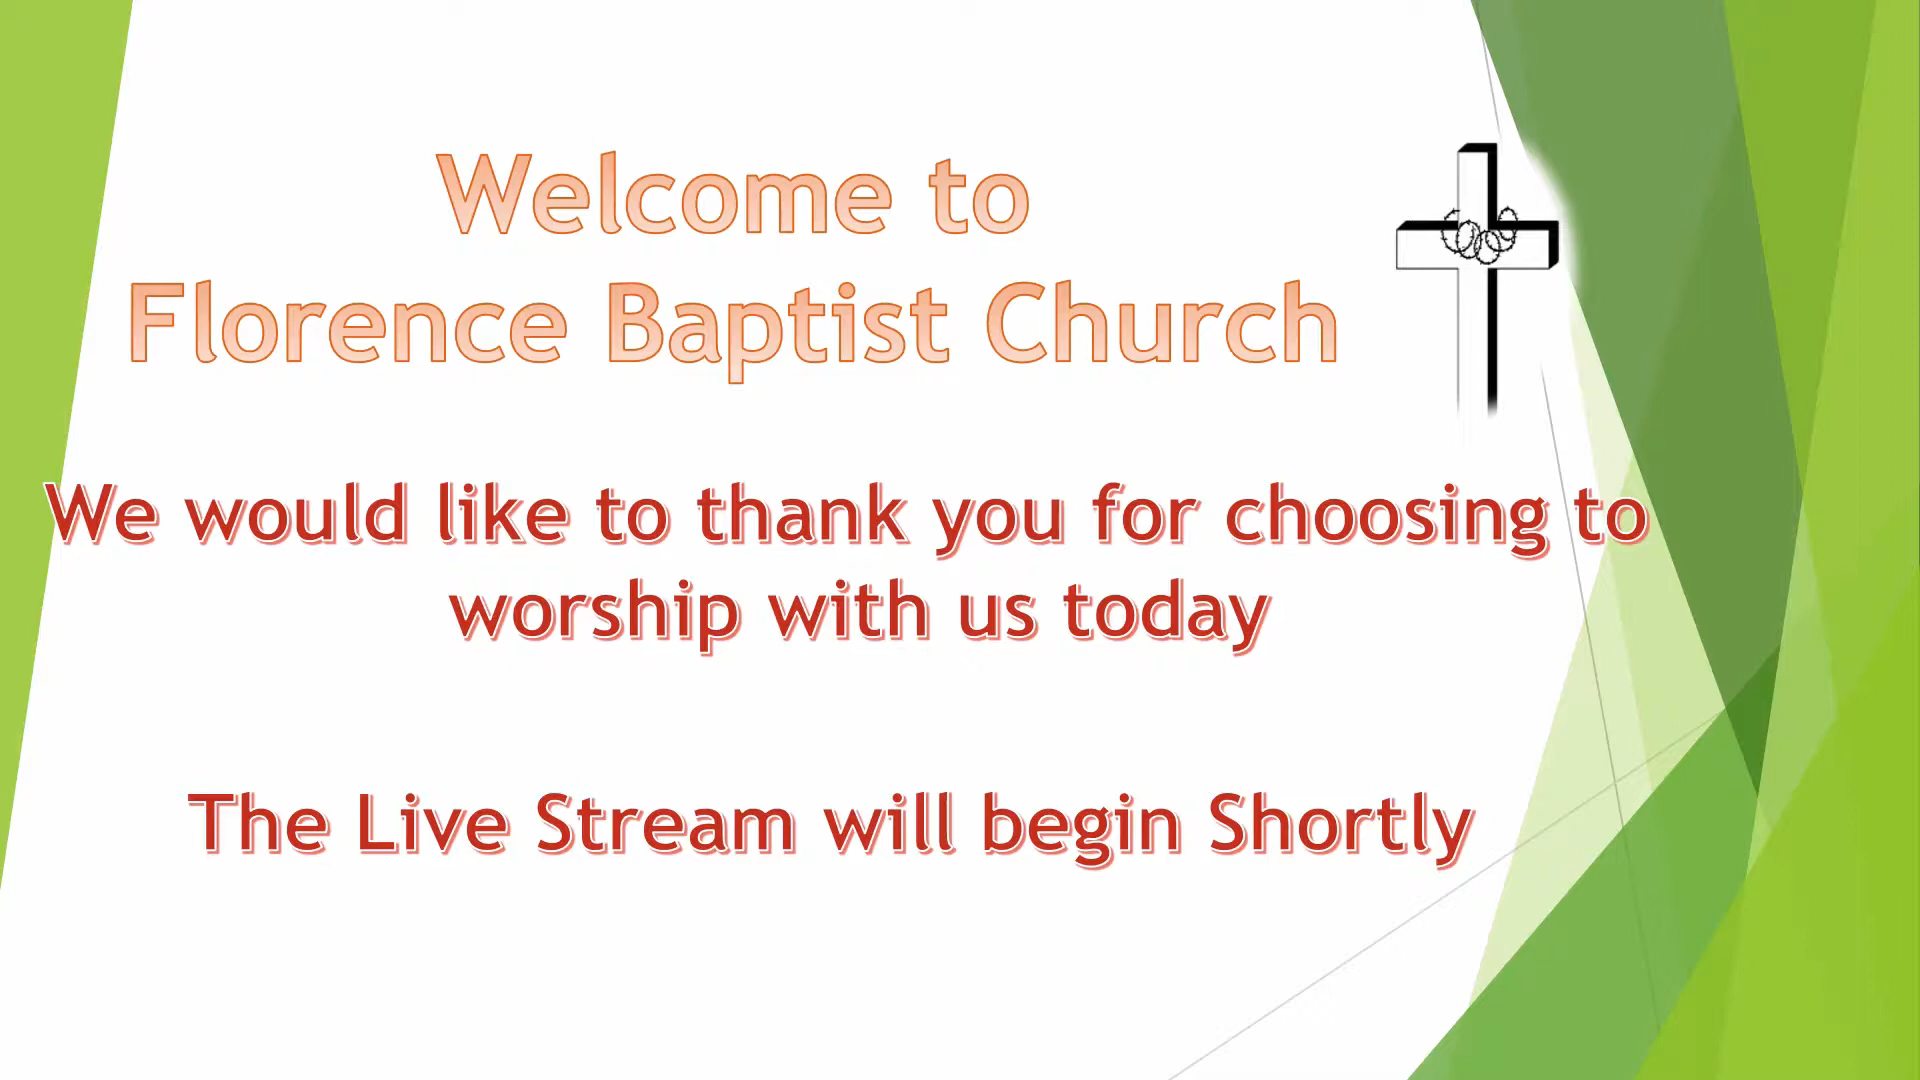 Welcome to
Florence Baptist Church
We would like to thank you for choosing to
worship with us today
The Live Stream will begin Shortly